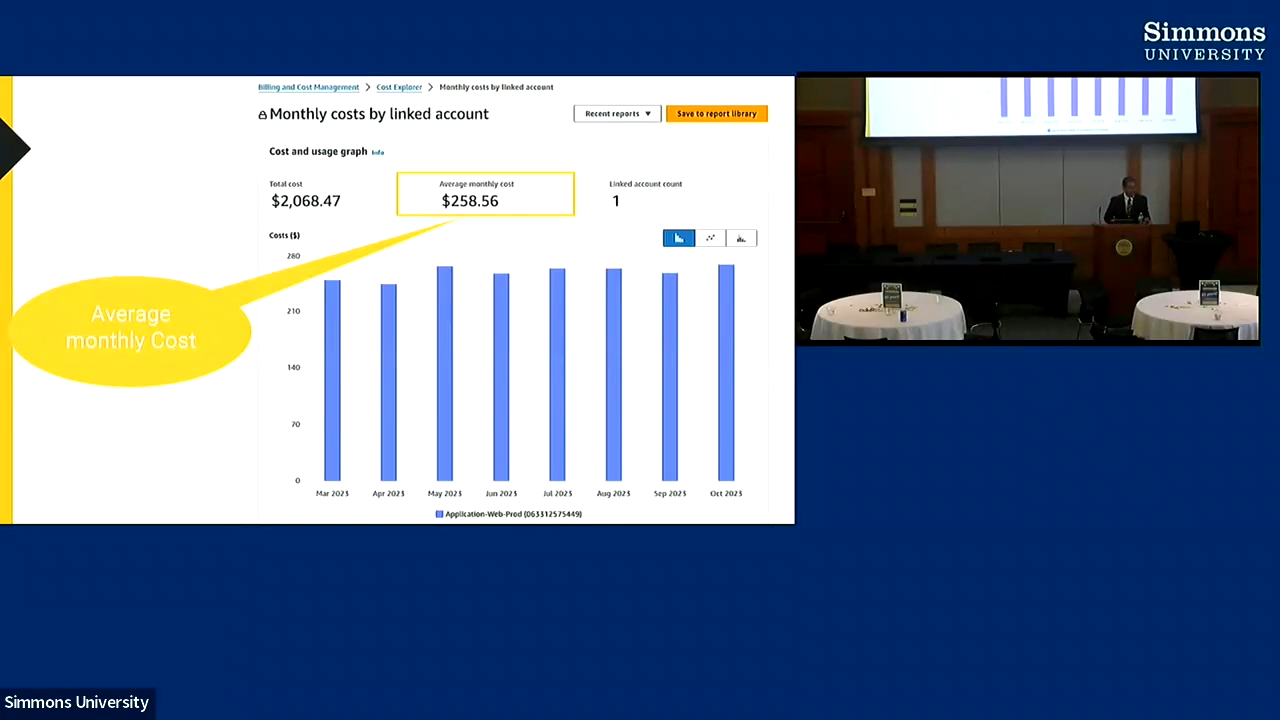 Simmons
UNIVERSITY
Billing and Cost Management > Cost Explorer > Monthly costs by linked account
Monthly costs by linked account
Recent reports ▼
Save to report library
Cost and usage graph Info
Total cost
$2,068.47
Average monthly cost
$258.56
Linked account count
1
Costs ($)
280
210
140
70
0
Average
monthly Cost
Mar 2023
Apr 2023
May 2023
Jun 2023
Jul 2023
Aug 2023
Sep 2023
Oct 2023
Application-Web-Prod (063312575449)
Simmons University